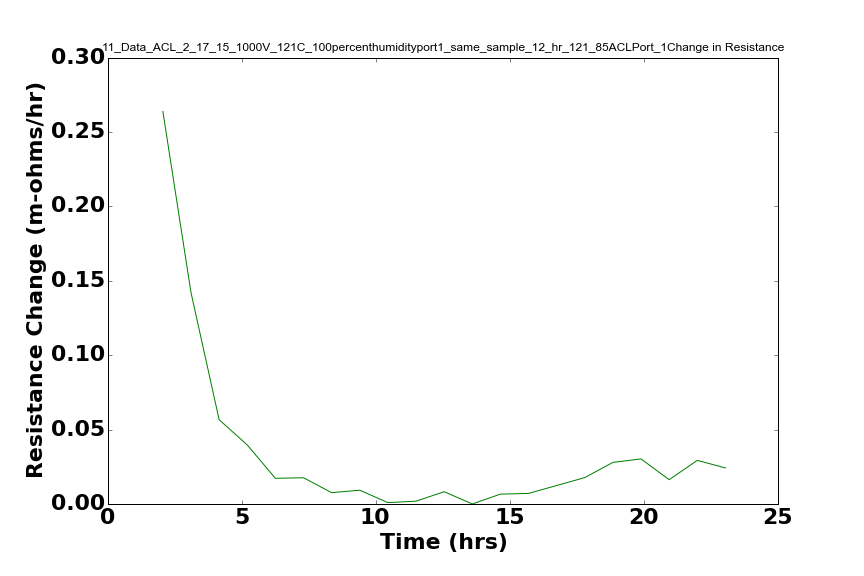 11_Data_ACL_2_17_15_1000V_121C_100percenthumidityport1_same_sample_12_hr_121_85ACLPort_1Change in Resistance
0.30
0.25
0.20
0.15
0.10
0.05
0.00
Resistance Change (m-ohms/hr)
0 5 10 15 20 25
Time (hrs)